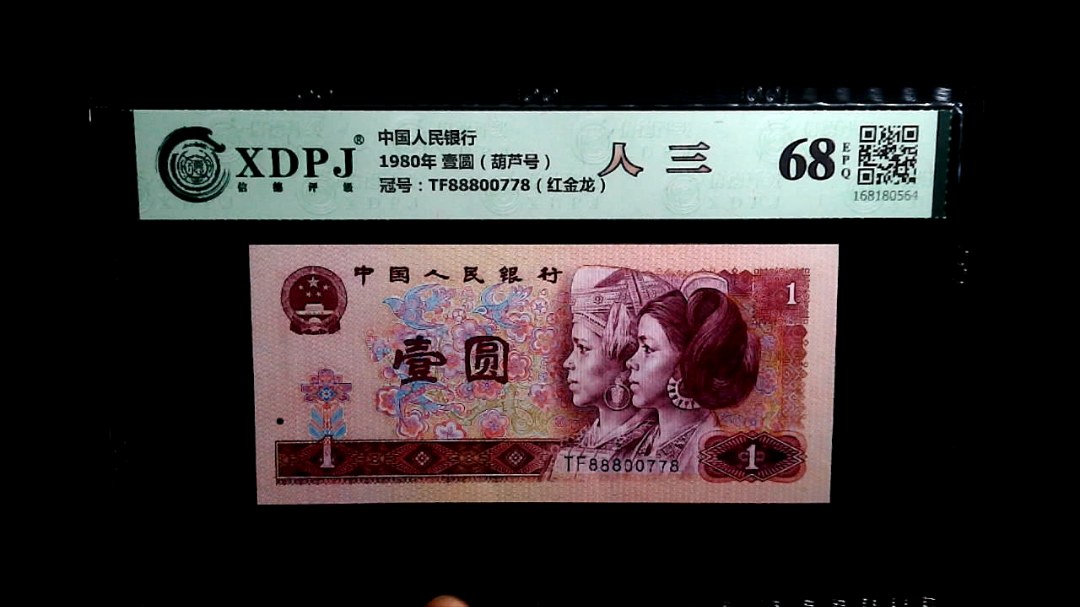 XDPJ®
信德评级
中国人民银行
1980年 壹圆（葫芦号）
冠号：TF88800778（红金龙）
人 三
68
EPQ
168180564
中国人民银行
1
壹圆
1
TF88800778
1